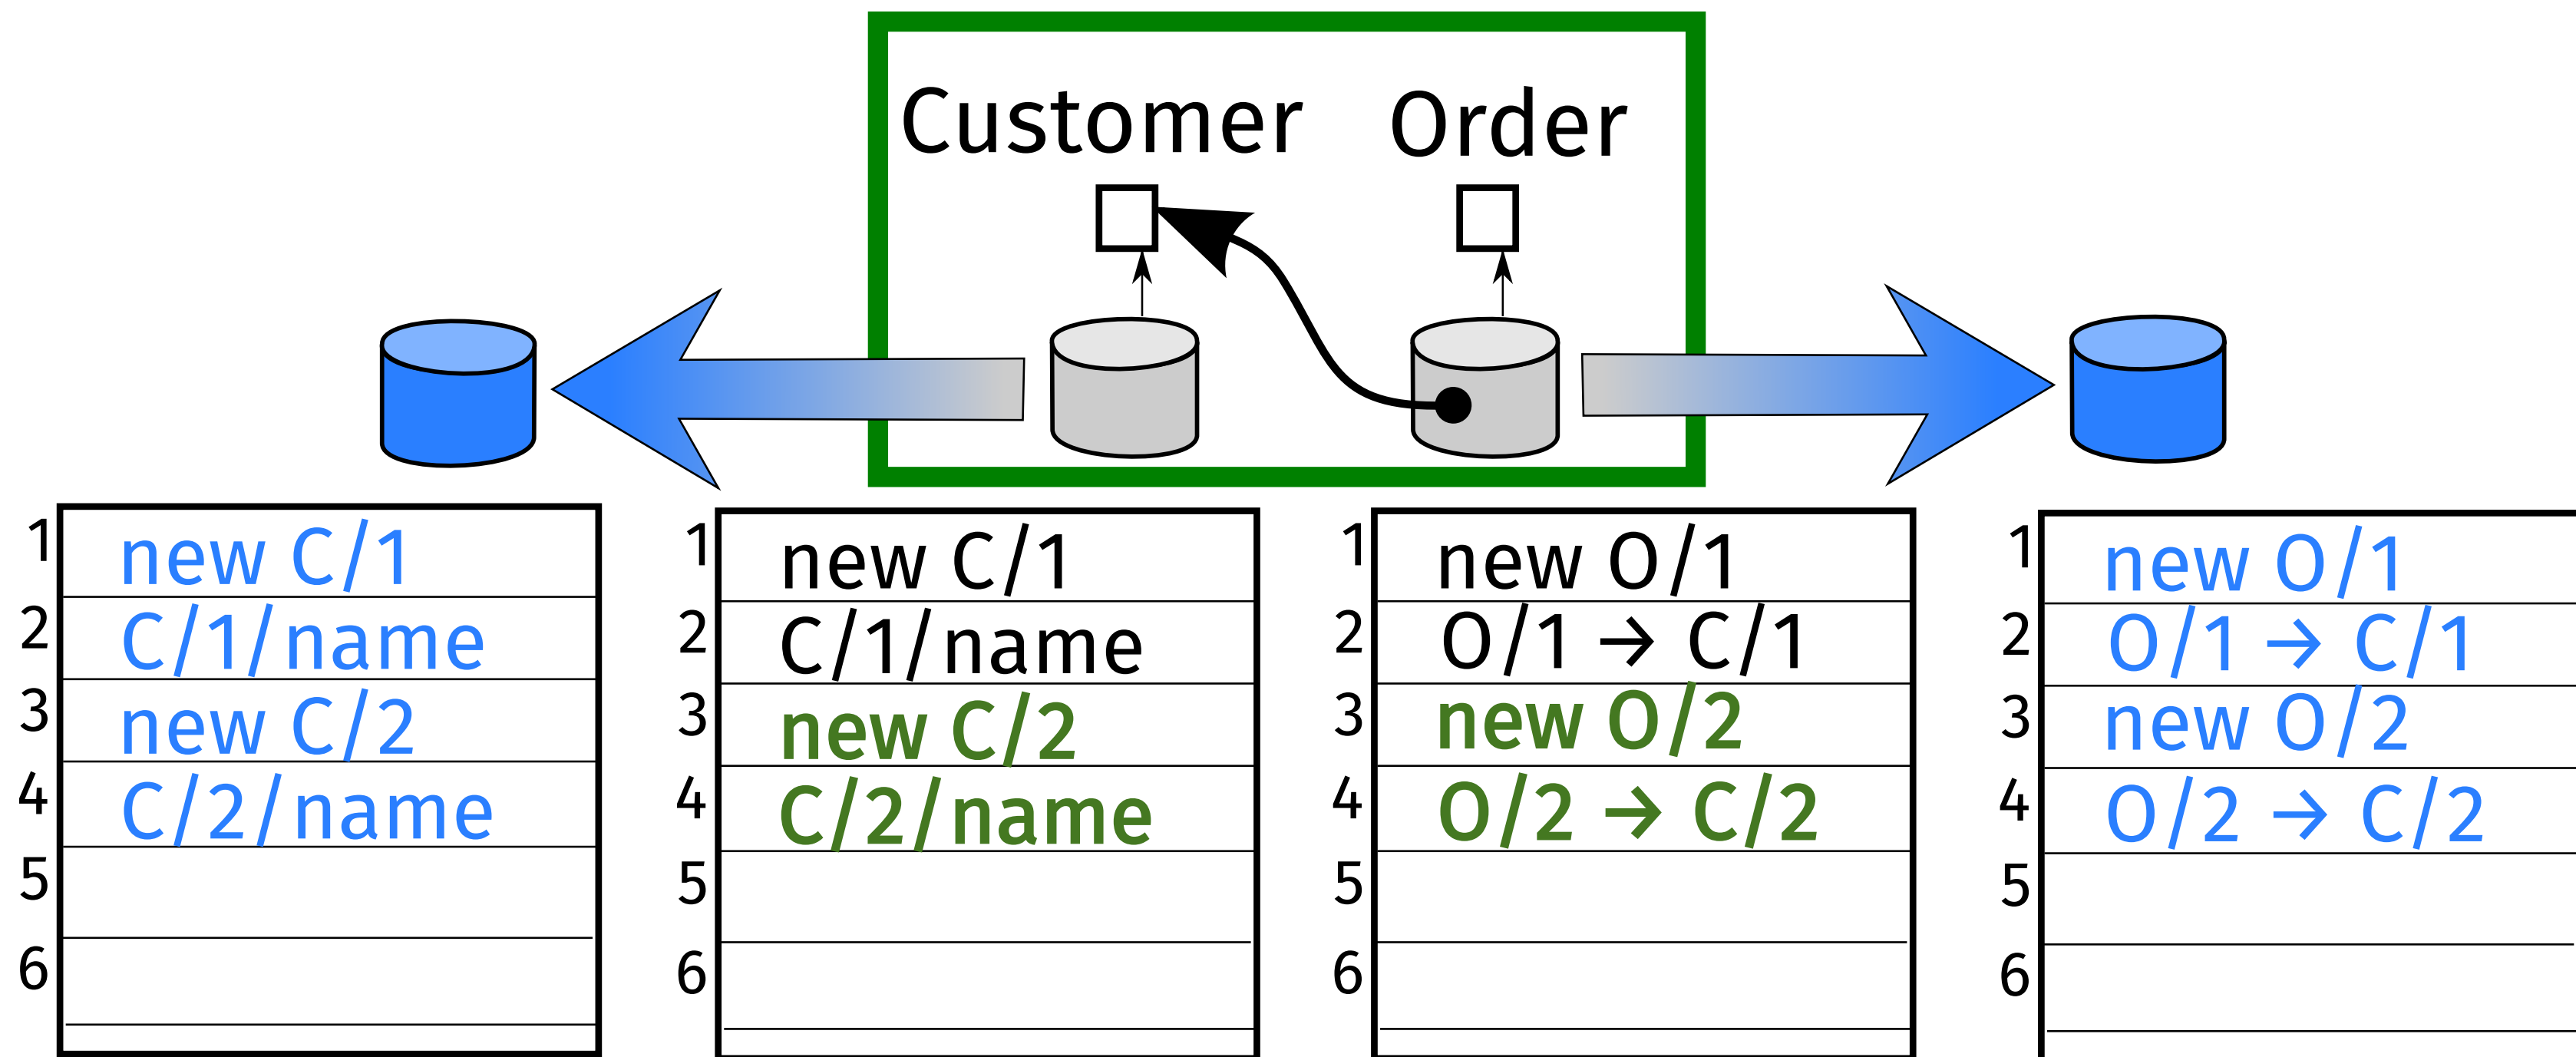 Customer
Order
1 new C/1
2 C/1/name
3 new C/2
4 C/2/name
5
6
1 new C/1
2 C/1/name
3 new C/2
4 C/2/name
5
6
1 new O/1
2 O/1 → C/1
3 new O/2
4 O/2 → C/2
5
6
1 new O/1
2 O/1 → C/1
3 new O/2
4 O/2 → C/2
5
6